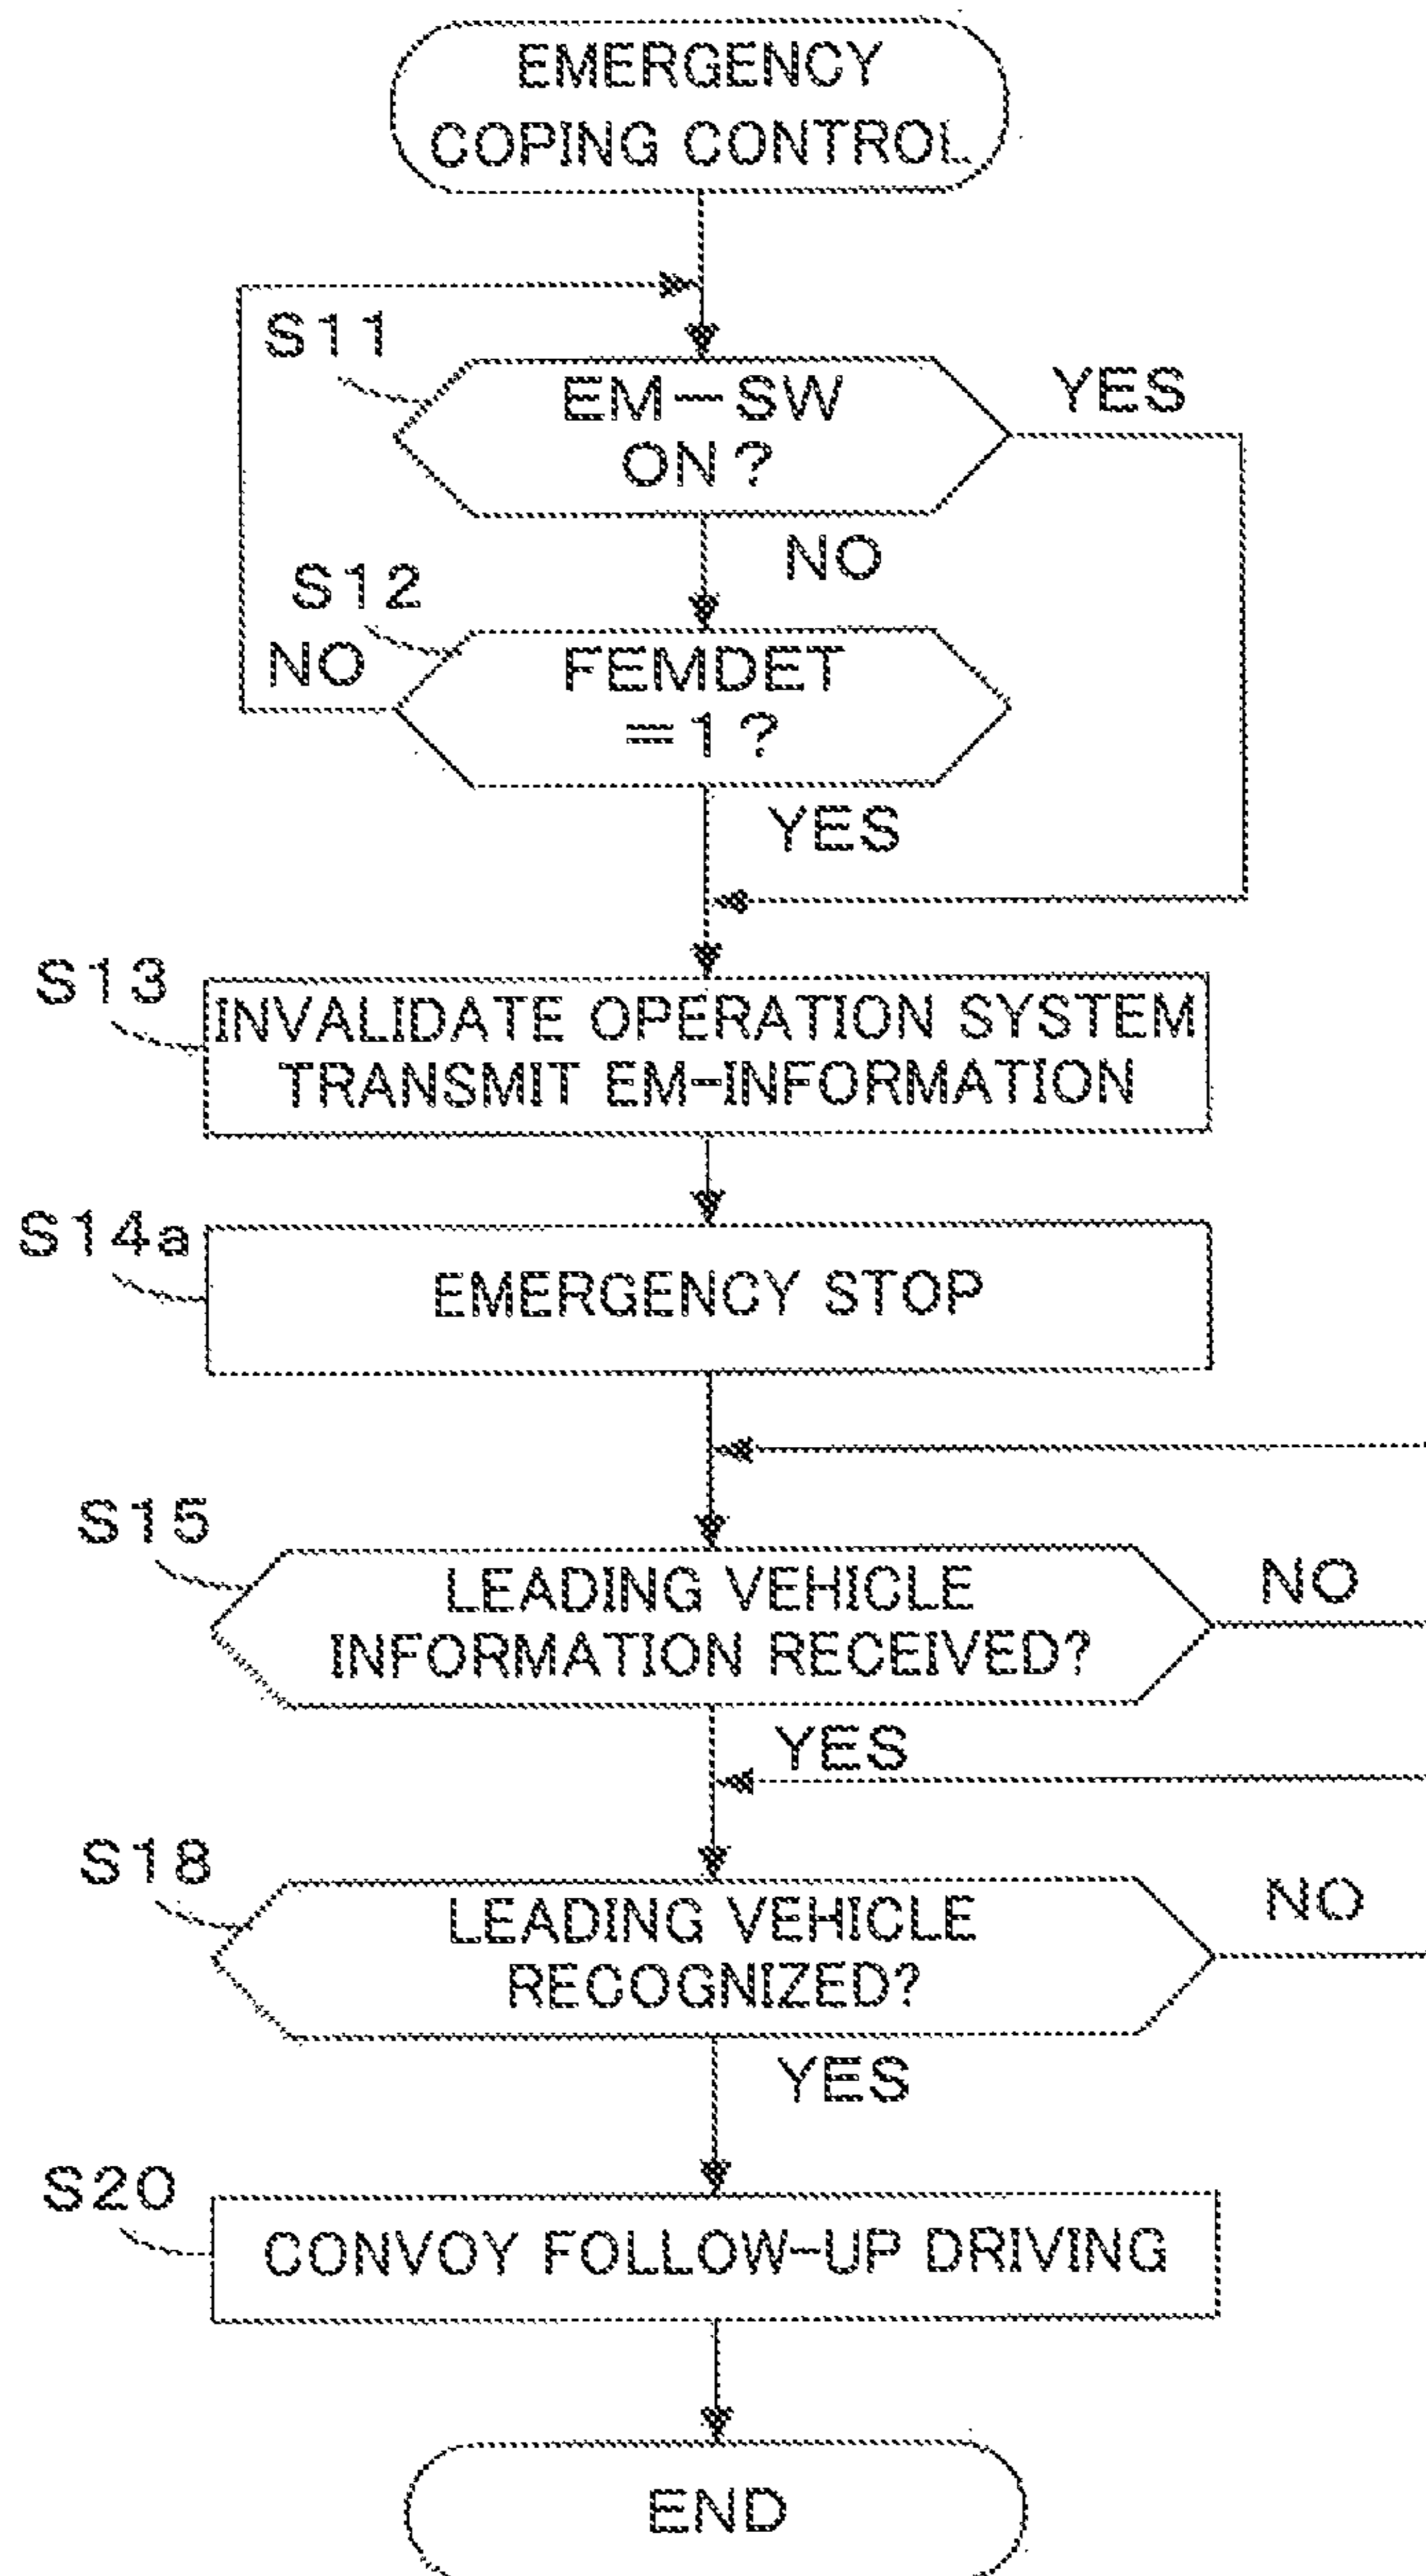 EMERGENCY
COPING CONTROL
S11
EM-SW
ON?
YES
NO
S12
NO
FEMDET
=1?
YES
S13
INVALIDATE OPERATION SYSTEM
TRANSMIT EM-INFORMATION
S14a
EMERGENCY STOP
S15
LEADING VEHICLE
INFORMATION RECEIVED?
NO
YES
S18
LEADING VEHICLE
RECOGNIZED?
NO
YES
S20
CONVOY FOLLOW-UP DRIVING
END